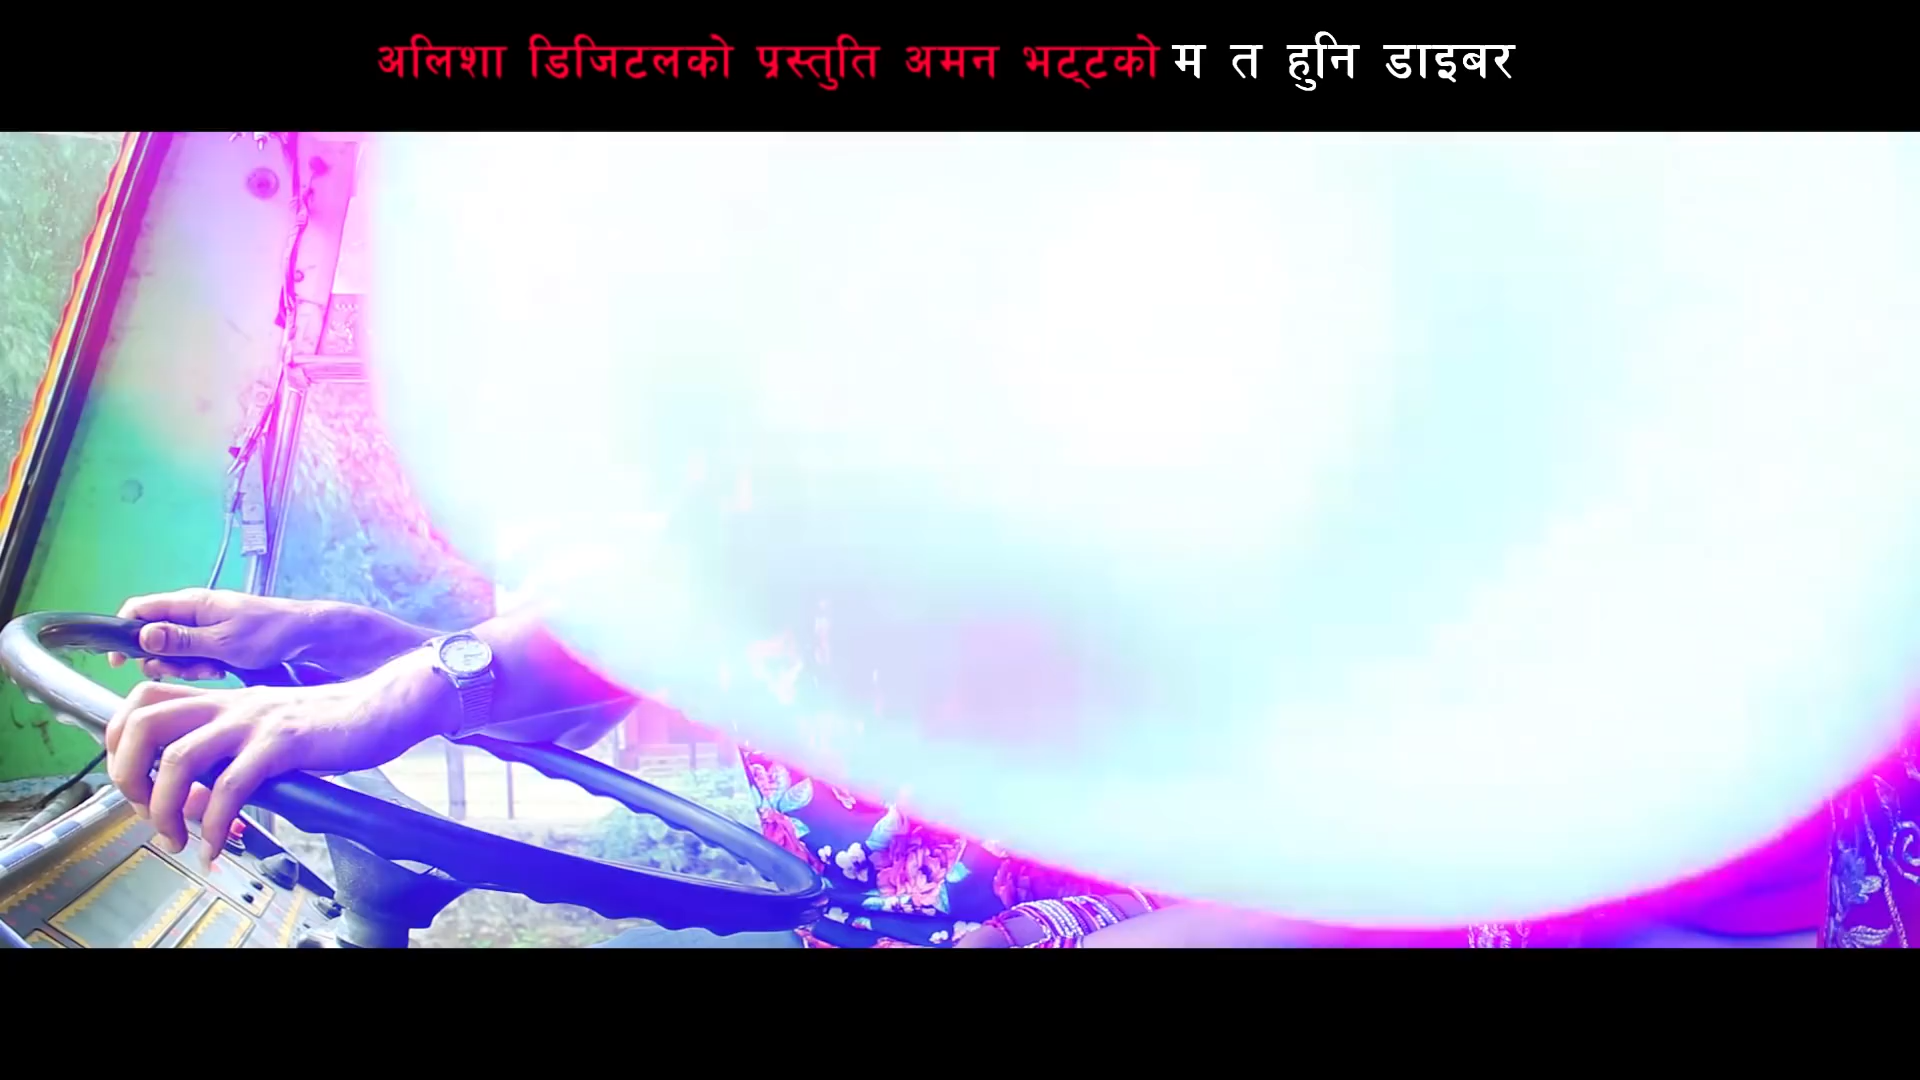 अलिशा डिजिटलको प्रस्तुति अमन भट्टको म त हुनि डाइबर